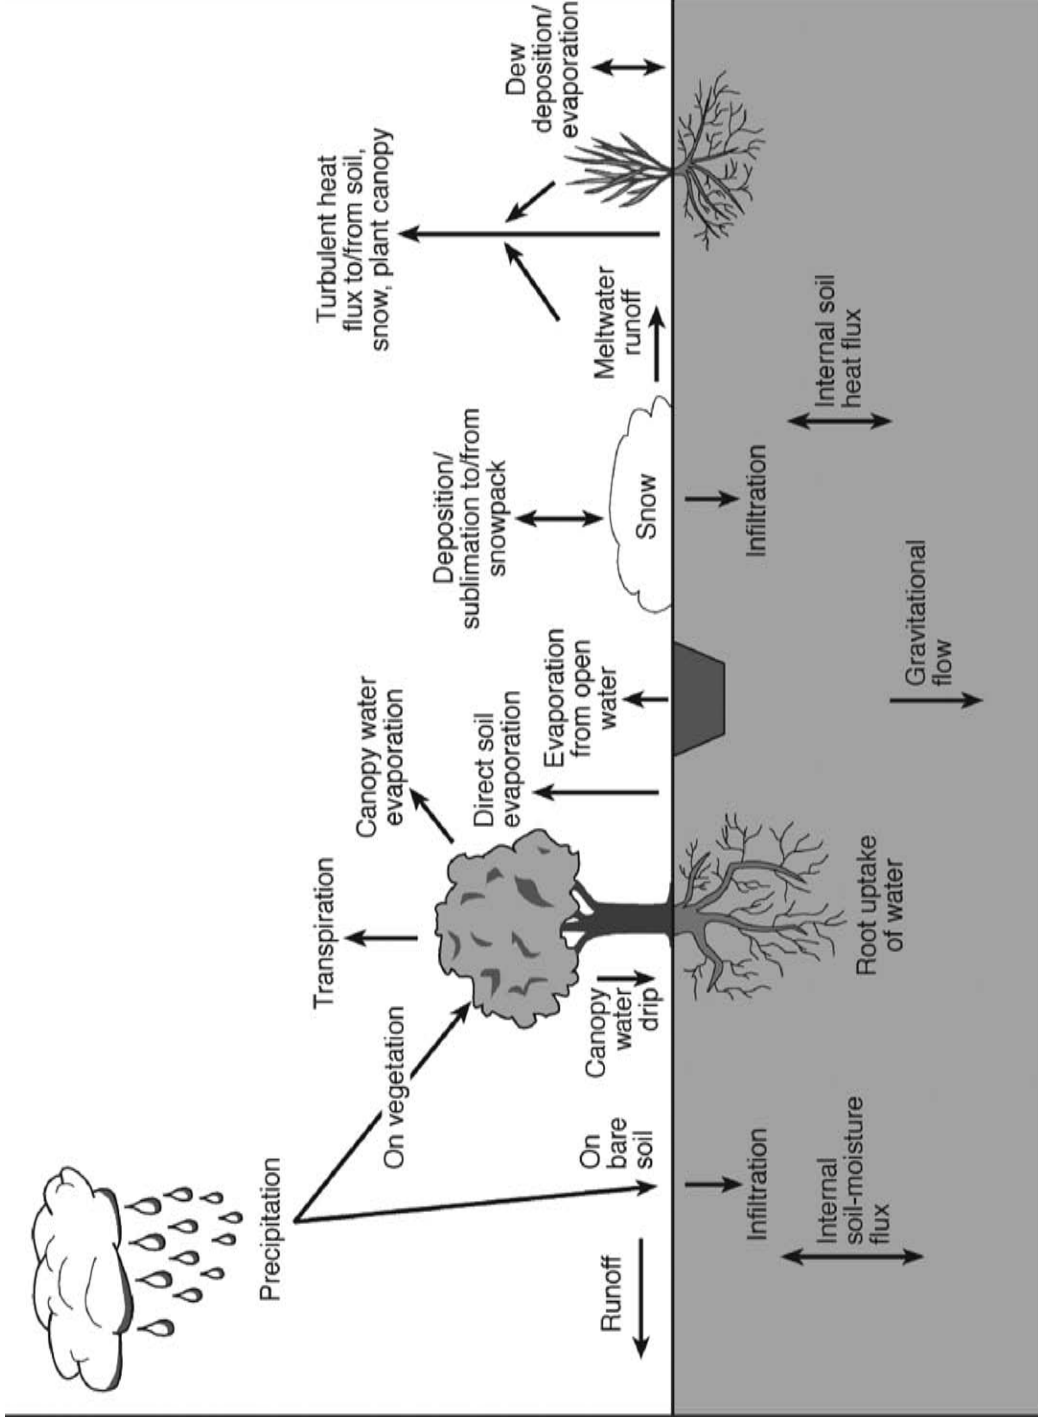 Precipitation
On vegetation
Transpiration
Canopy water
evaporation
Direct soil
evaporation
Evaporation
from open
water
Deposition/
sublimation to/from
snowpack
Turbulent heat
flux to/from soil,
snow, plant canopy
Dew
deposition/
evaporation
Runoff
On
bare
soil
Canopy
water
drip
Snow
Meltwater
runoff
Infiltration
Internal
soil-moisture
flux
Root uptake
of water
Gravitational
flow
Infiltration
Internal soil
heat flux